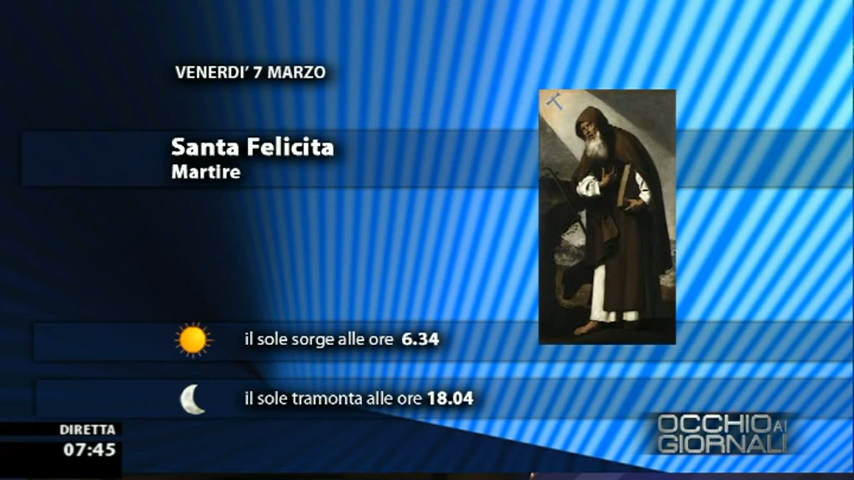 VENERDI’ 7 MARZO
Santa Felicita
Martire
il sole sorge alle ore 6.34
il sole tramonta alle ore 18.04
DIRETTA
07:45
OCCHIO AI
GIORNALI